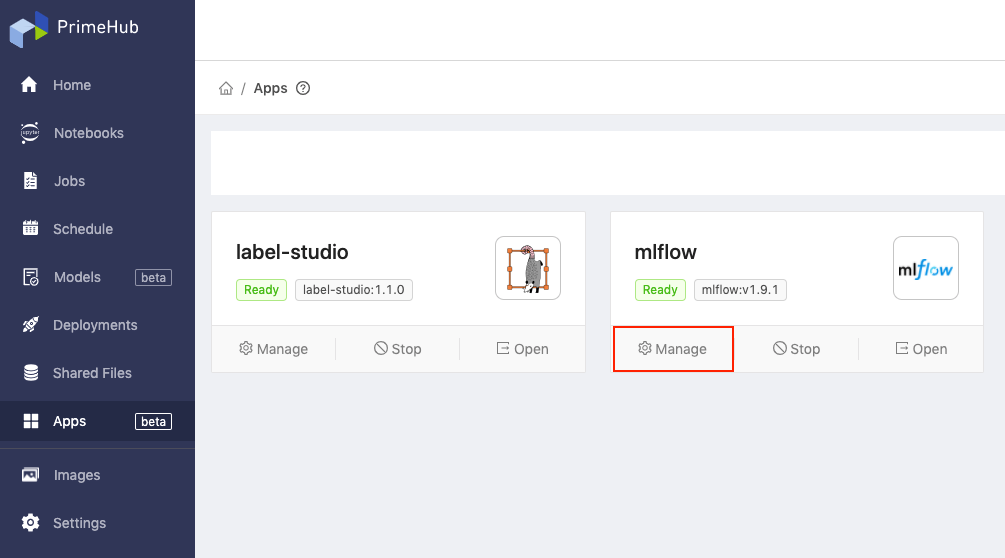 PrimeHub
Home
Notebooks
Jobs
Schedule
Models beta
Deployments
Shared Files
Apps beta
Images
Settings
/ Apps ?
label-studio
Ready label-studio:1.1.0
Manage Stop Open
mlflow
Ready mlflow:v1.9.1
mlflow
Manage Stop Open